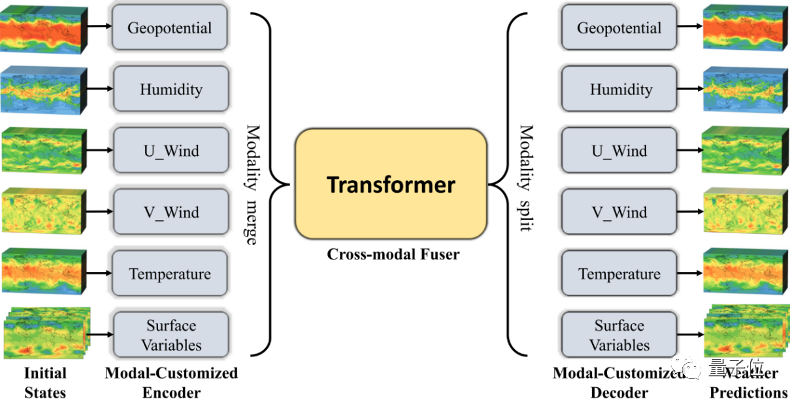 Geopotential
Humidity
U_Wind
V_Wind
Temperature
Surface
Variables
Initial
States
Modal-Customized
Encoder
Modality merge
Transformer
Cross-modal Fuser
Modality split
Geopotential
Humidity
U_Wind
V_Wind
Temperature
Surface
Variables
Modal-Customized
Decoder
Weather
Predictions
量子位